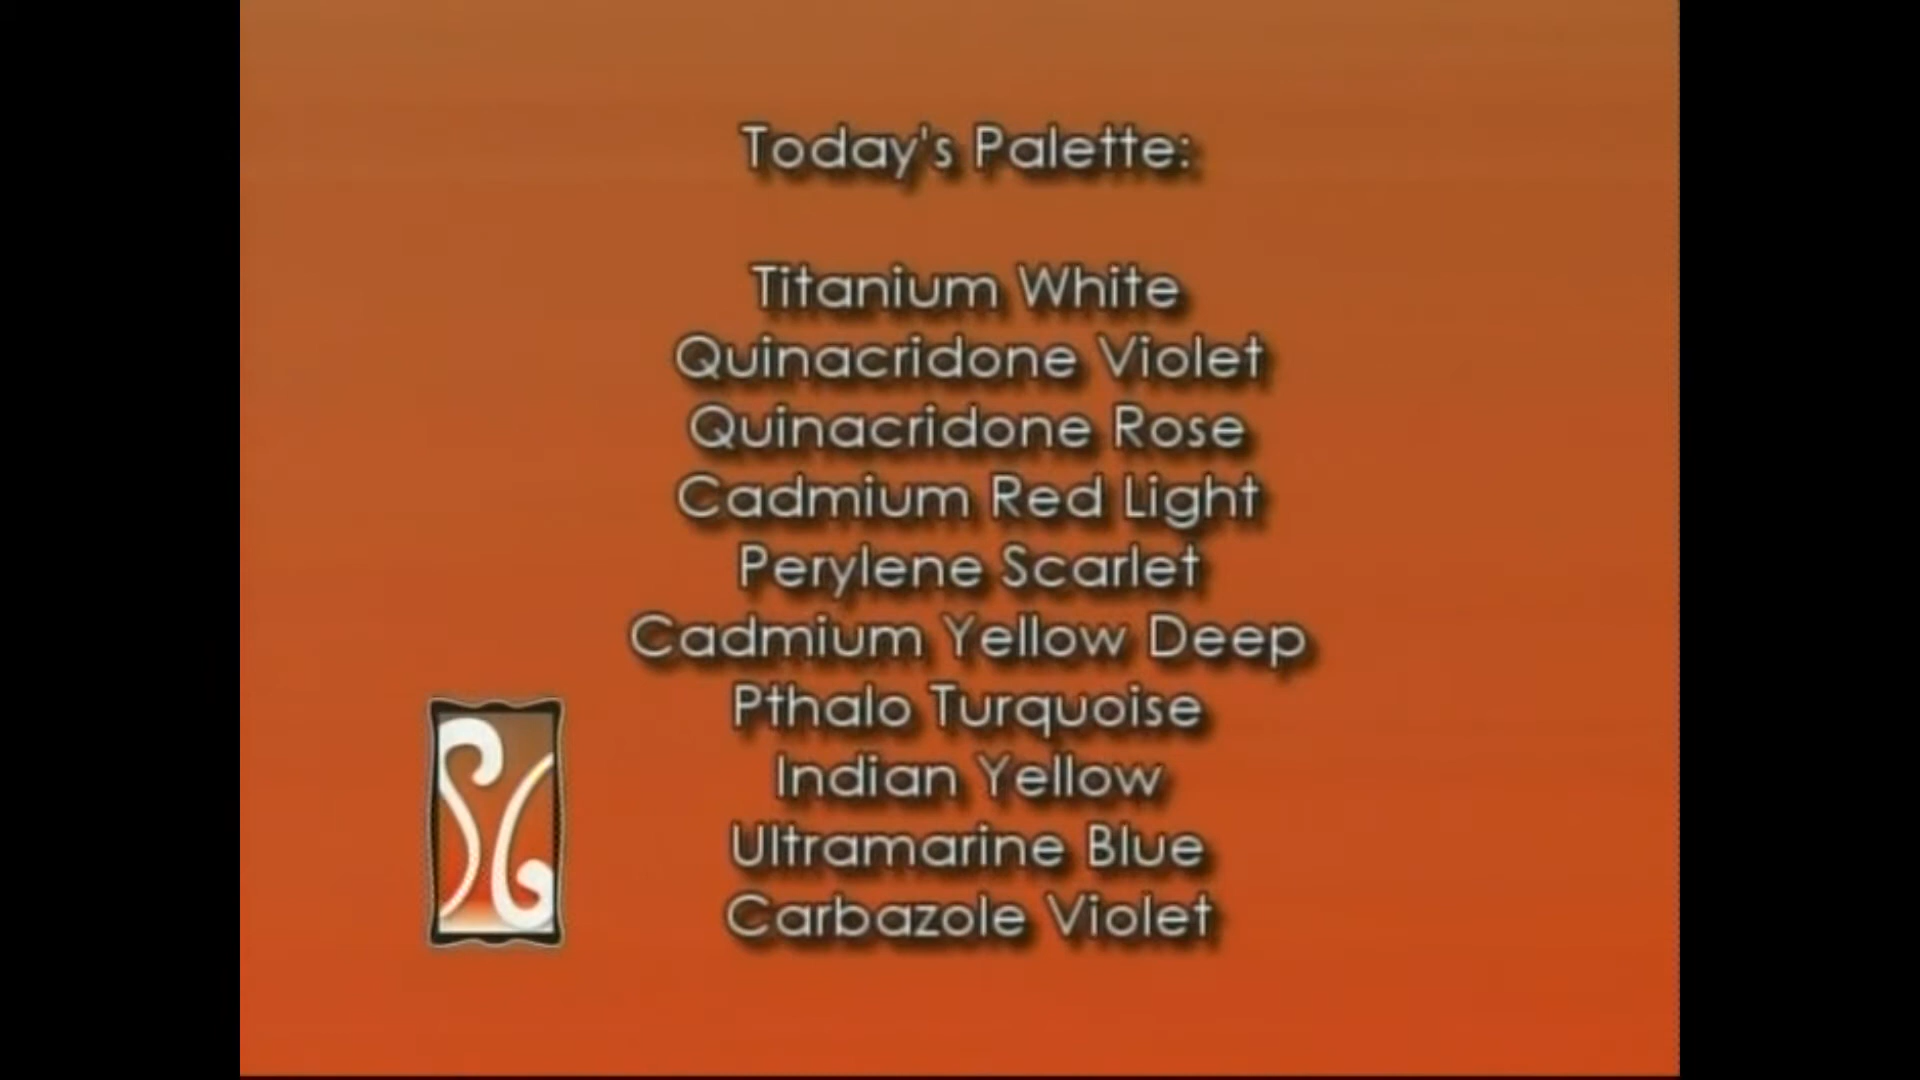 Today's Palette:
Titanium White
Quinacridone Violet
Quinacridone Rose
Cadmium Red Light
Perylene Scarlet
Cadmium Yellow Deep
Pthalo Turquoise
Indian Yellow
Ultramarine Blue
Carbazole Violet